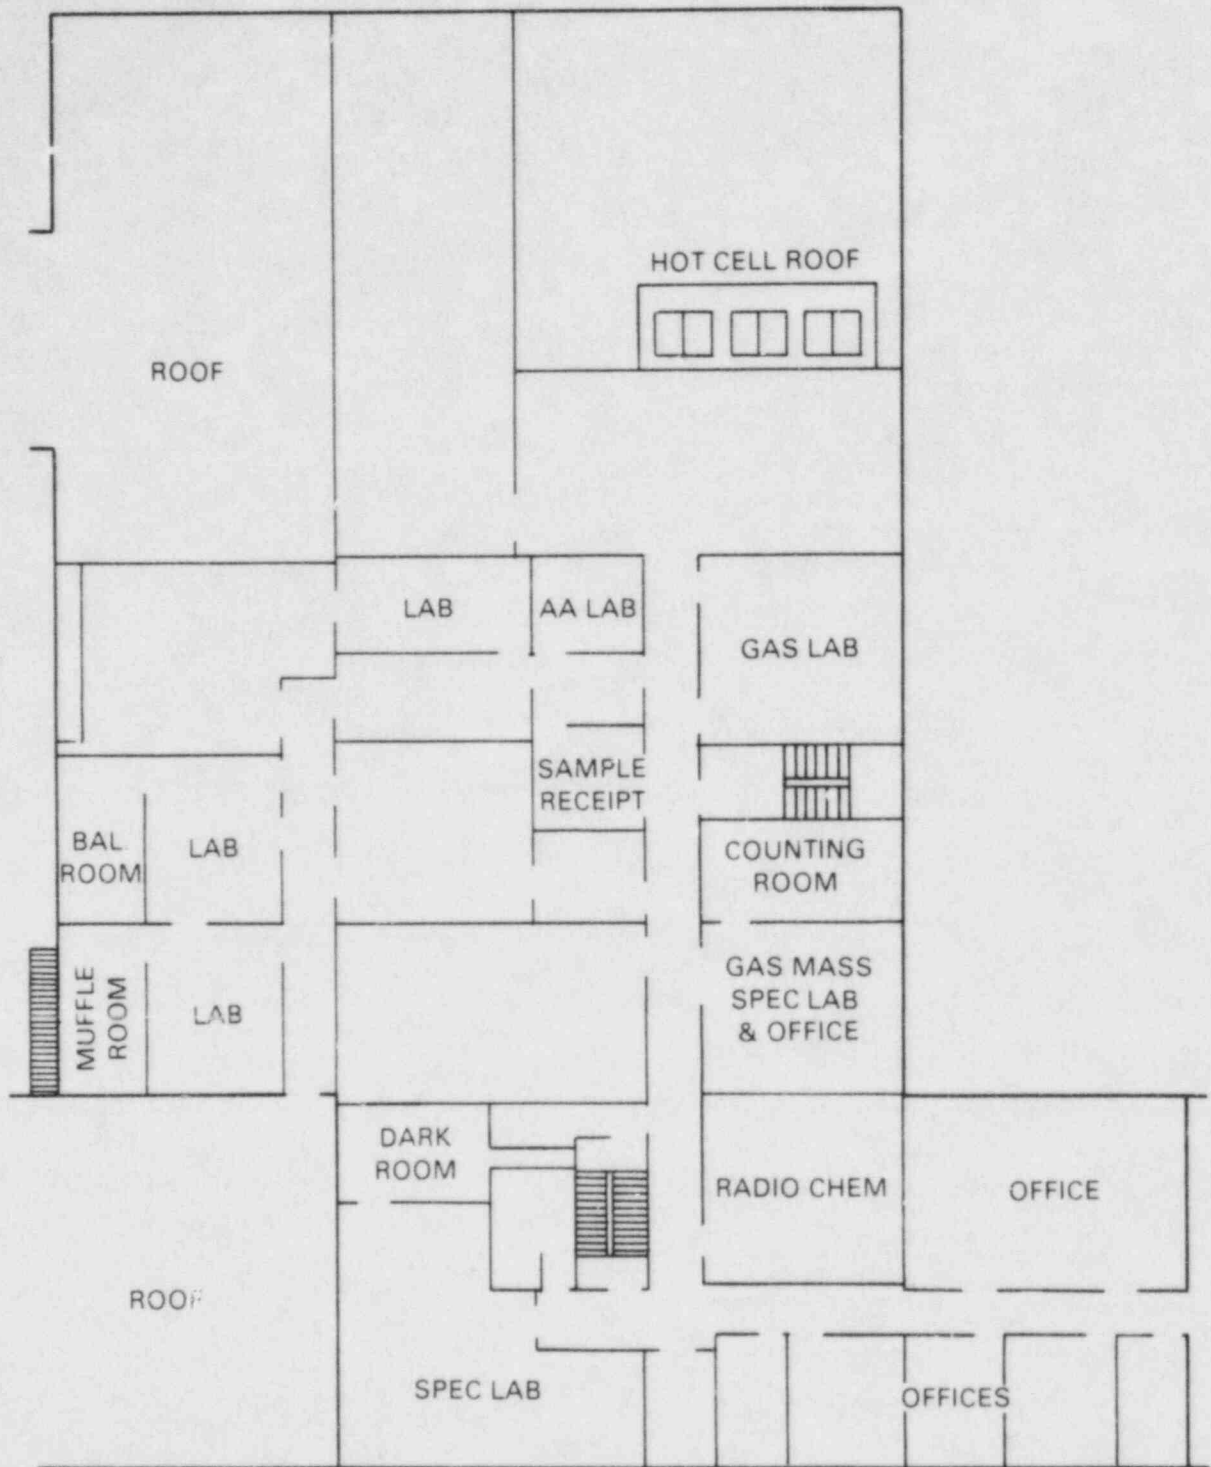 HOT CELL ROOF
ROOF
LAB
AA LAB
GAS LAB
SAMPLE
RECEIPT
BAL
ROOM
LAB
COUNTING
ROOM
MUFFLE
ROOM
LAB
GAS MASS
SPEC LAB
& OFFICE
DARK
ROOM
RADIO CHEM
OFFICE
ROOF
SPEC LAB
OFFICES